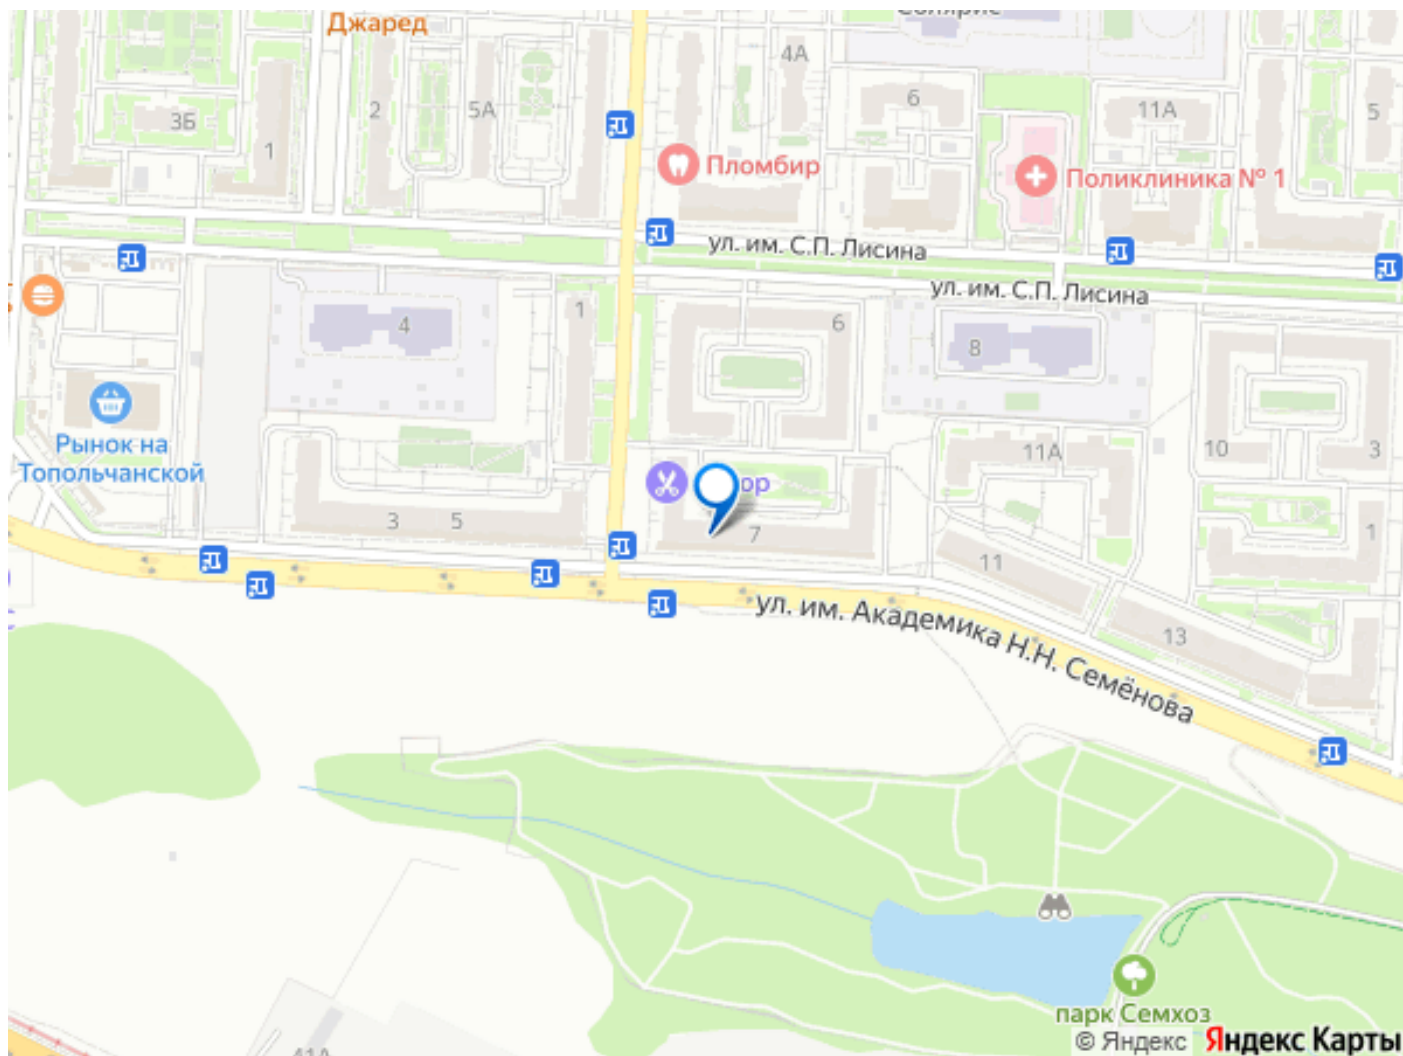 Джаред
4А
3Б
2
5А
6
11А
5
1
Пломбир
Поликлиника № 1
ул. им. С.П. Лисина
ул. им. С.П. Лисина
4
1
6
8
Рынок на
Топольчанской
11А
10
3
3
5
7
11
1
13
ул. им. Академика Н.Н. Семёнова
парк Семхоз
41А
© Яндекс
Яндекс Карты